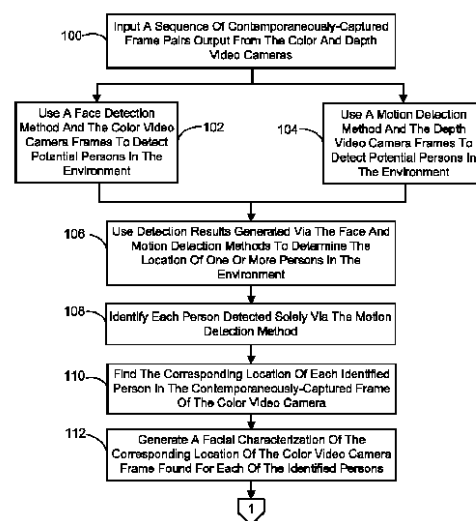 100
Input A Sequence Of Contemporaneously-Captured
Frame Pairs Output From The Color And Depth
Video Cameras
Use A Face Detection
Method And The Color Video
Camera Frames To Detect
Potential Persons In The
Environment
102
104
Use A Motion Detection
Method And The Depth
Video Camera Frames To
Detect Potential Persons In
The Environment
106
Use Detection Results Generated Via The Face And
Motion Detection Methods To Determine The
Location Of One Or More Persons In The
Environment
108
Identify Each Person Detected Solely Via The Motion
Detection Method
110
Find The Corresponding Location Of Each Identified
Person In The Contemporaneously-Captured Frame
Of The Color Video Camera
112
Generate A Facial Characterization Of The
Corresponding Location Of The Color Video Camera
Frame Found For Each Of The Identified Persons
1